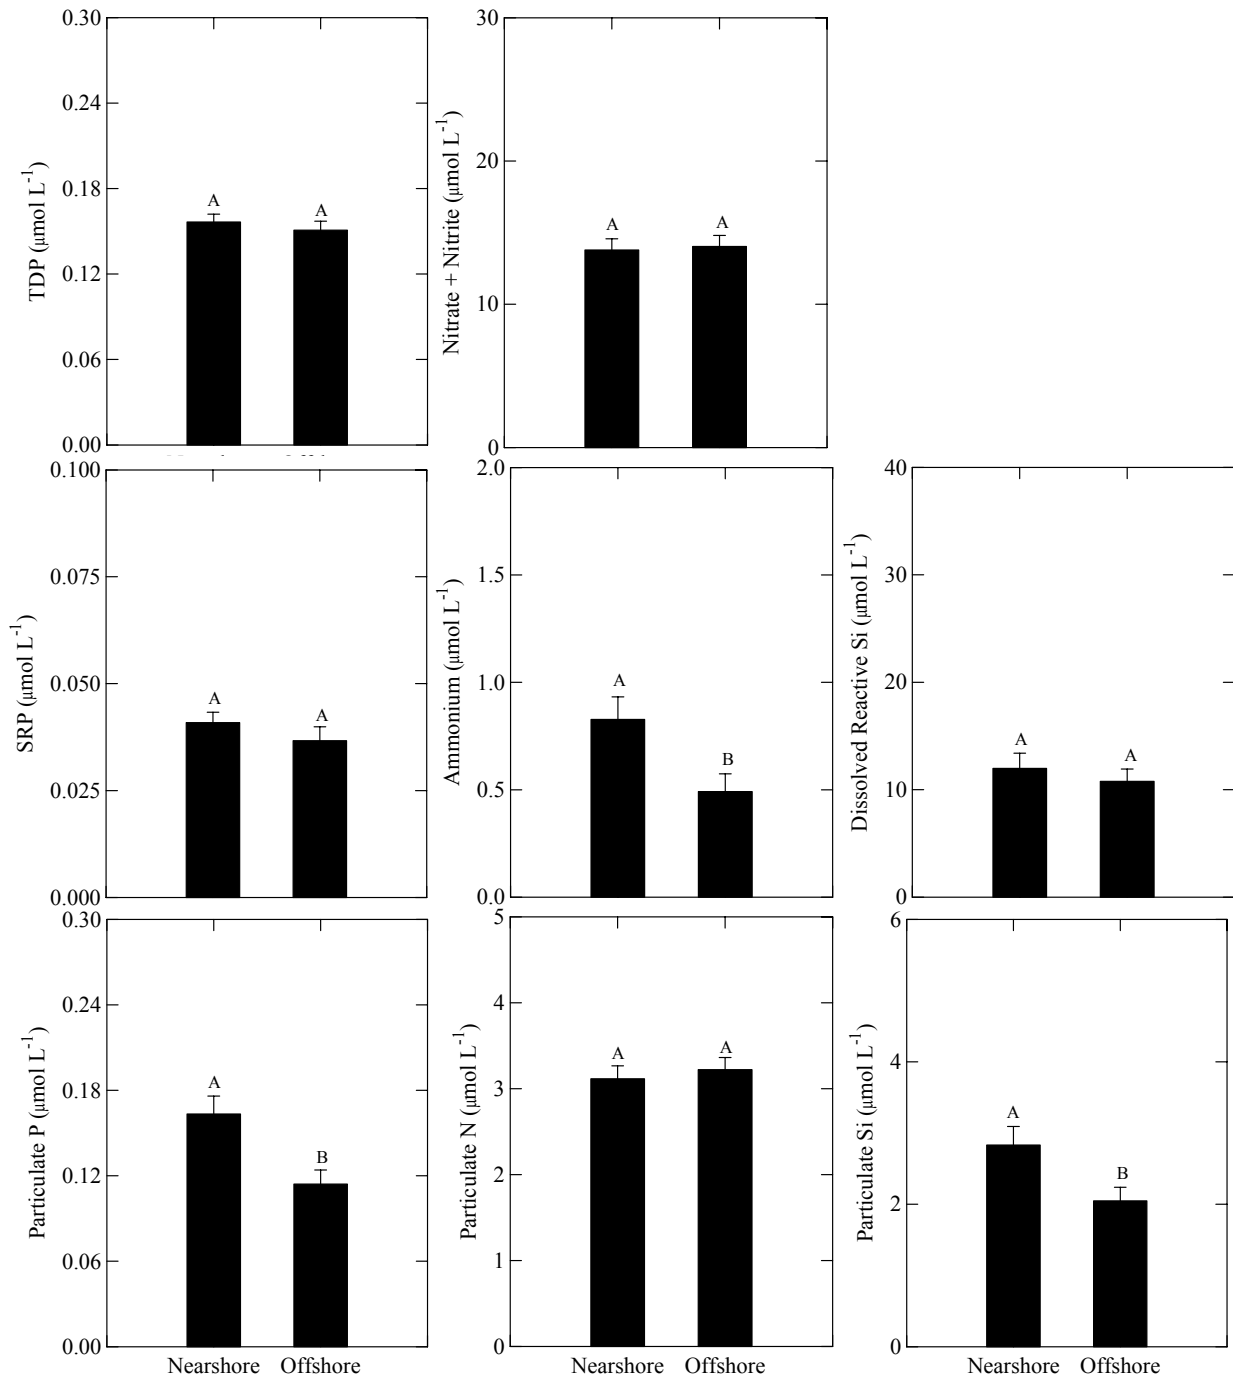 TDP (µmol L-1)
0.30
0.24
0.18
0.12
0.06
0.00
A
A
Nitrate + Nitrite (µmol L-1)
30
20
10
0
A
A
SRP (µmol L-1)
0.100
0.075
0.050
0.025
0.000
A
A
Ammonium (µmol L-1)
2.0
1.5
1.0
0.5
0.0
A
B
Dissolved Reactive Si (µmol L-1)
40
30
20
10
0
A
A
Particulate P (µmol L-1)
0.30
0.24
0.18
0.12
0.06
0.00
A
B
Nearshore Offshore
Particulate N (µmol L-1)
5
4
3
2
1
0
A
A
Nearshore Offshore
Particulate Si (µmol L-1)
6
4
2
0
A
B
Nearshore Offshore